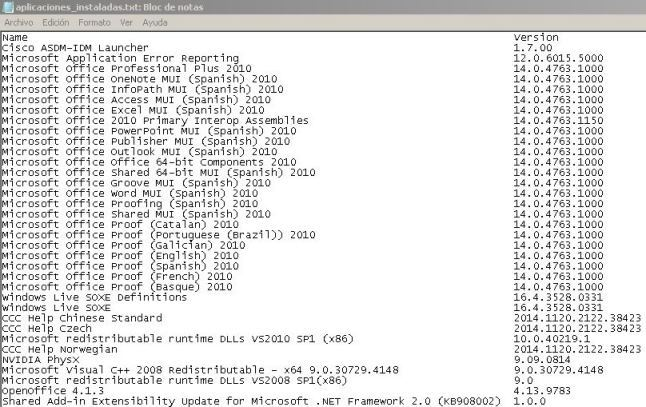 aplicaciones_instaladas.txt: Bloc de notas
Archivo Edición Formato Ver Ayuda
Name Version
Cisco ASDM-IDM Launcher 1.7.00
Microsoft Application Error Reporting 12.0.6015.5000
Microsoft Office Professional Plus 2010 14.0.4763.1000
Microsoft Office OneNote MUI (Spanish) 2010 14.0.4763.1000
Microsoft Office InfoPath MUI (Spanish) 2010 14.0.4763.1000
Microsoft Office Access MUI (Spanish) 2010 14.0.4763.1000
Microsoft Office Excel MUI (Spanish) 2010 14.0.4763.1000
Microsoft Office 2010 Primary Interop Assemblies 14.0.4763.1150
Microsoft Office PowerPoint MUI (Spanish) 2010 14.0.4763.1000
Microsoft Office Publisher MUI (Spanish) 2010 14.0.4763.1000
Microsoft Office Outlook MUI (Spanish) 2010 14.0.4763.1000
Microsoft Office Office 64-bit Components 2010 14.0.4763.1000
Microsoft Office Shared 64-bit MUI (Spanish) 2010 14.0.4763.1000
Microsoft Office Groove MUI (Spanish) 2010 14.0.4763.1000
Microsoft Office Word MUI (Spanish) 2010 14.0.4763.1000
Microsoft Office Proofing (Spanish) 2010 14.0.4763.1000
Microsoft Office Shared MUI (Spanish) 2010 14.0.4763.1000
Microsoft Office Proof (Catalan) 2010 14.0.4763.1000
Microsoft Office Proof (Portuguese (Brazil)) 2010 14.0.4763.1000
Microsoft Office Proof (Galician) 2010 14.0.4763.1000
Microsoft Office Proof (English) 2010 14.0.4763.1000
Microsoft Office Proof (Spanish) 2010 14.0.4763.1000
Microsoft Office Proof (French) 2010 14.0.4763.1000
Microsoft Office Proof (Basque) 2010 14.0.4763.1000
Windows Live SOXE Definitions 16.4.3528.0331
Windows Live SOXE 16.4.3528.0331
CCC Help Chinese Standard 2014.1120.2122.38423
CCC Help Czech 2014.1120.2122.38423
Microsoft redistributable runtime DLLs VS2010 SP1 (x86) 10.0.40219.1
CCC Help Norwegian 2014.1120.2122.38423
NVIDIA PhysX 9.09.0814
Microsoft Visual C++ 2008 Redistributable - x64 9.0.30729.4148 9.0.30729.4148
Microsoft redistributable runtime DLLs VS2008 SP1(x86) 9.0
OpenOffice 4.1.3 4.13.9783
Shared Add-in Extensibility Update for Microsoft .NET Framework 2.0 (KB908002) 1.0.0